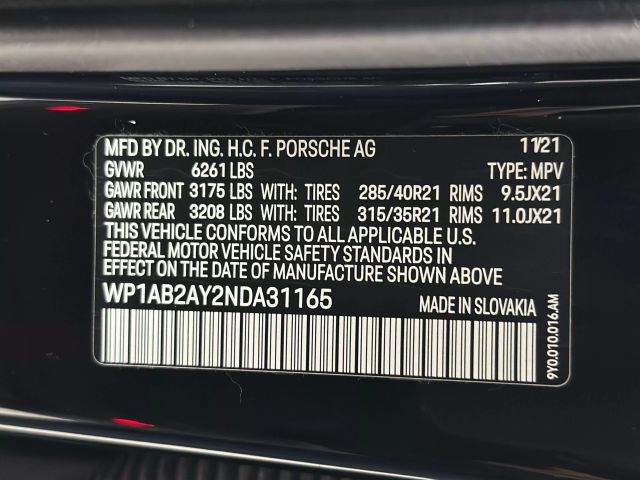 MFD BY DR. ING. H.C. F. PORSCHE AG 11/21
GVWR 6261 LBS TYPE: MPV
GAWR FRONT 3175 LBS WITH: TIRES 285/40R21 RIMS 9.5JX21
GAWR REAR 3208 LBS WITH: TIRES 315/35R21 RIMS 11.0JX21
THIS VEHICLE CONFORMS TO ALL APPLICABLE U.S.
FEDERAL MOTOR VEHICLE SAFETY STANDARDS IN
EFFECT ON THE DATE OF MANUFACTURE SHOWN ABOVE
WP1AB2AY2NDA31165 MADE IN SLOVAKIA
9Y0.010.016.AM